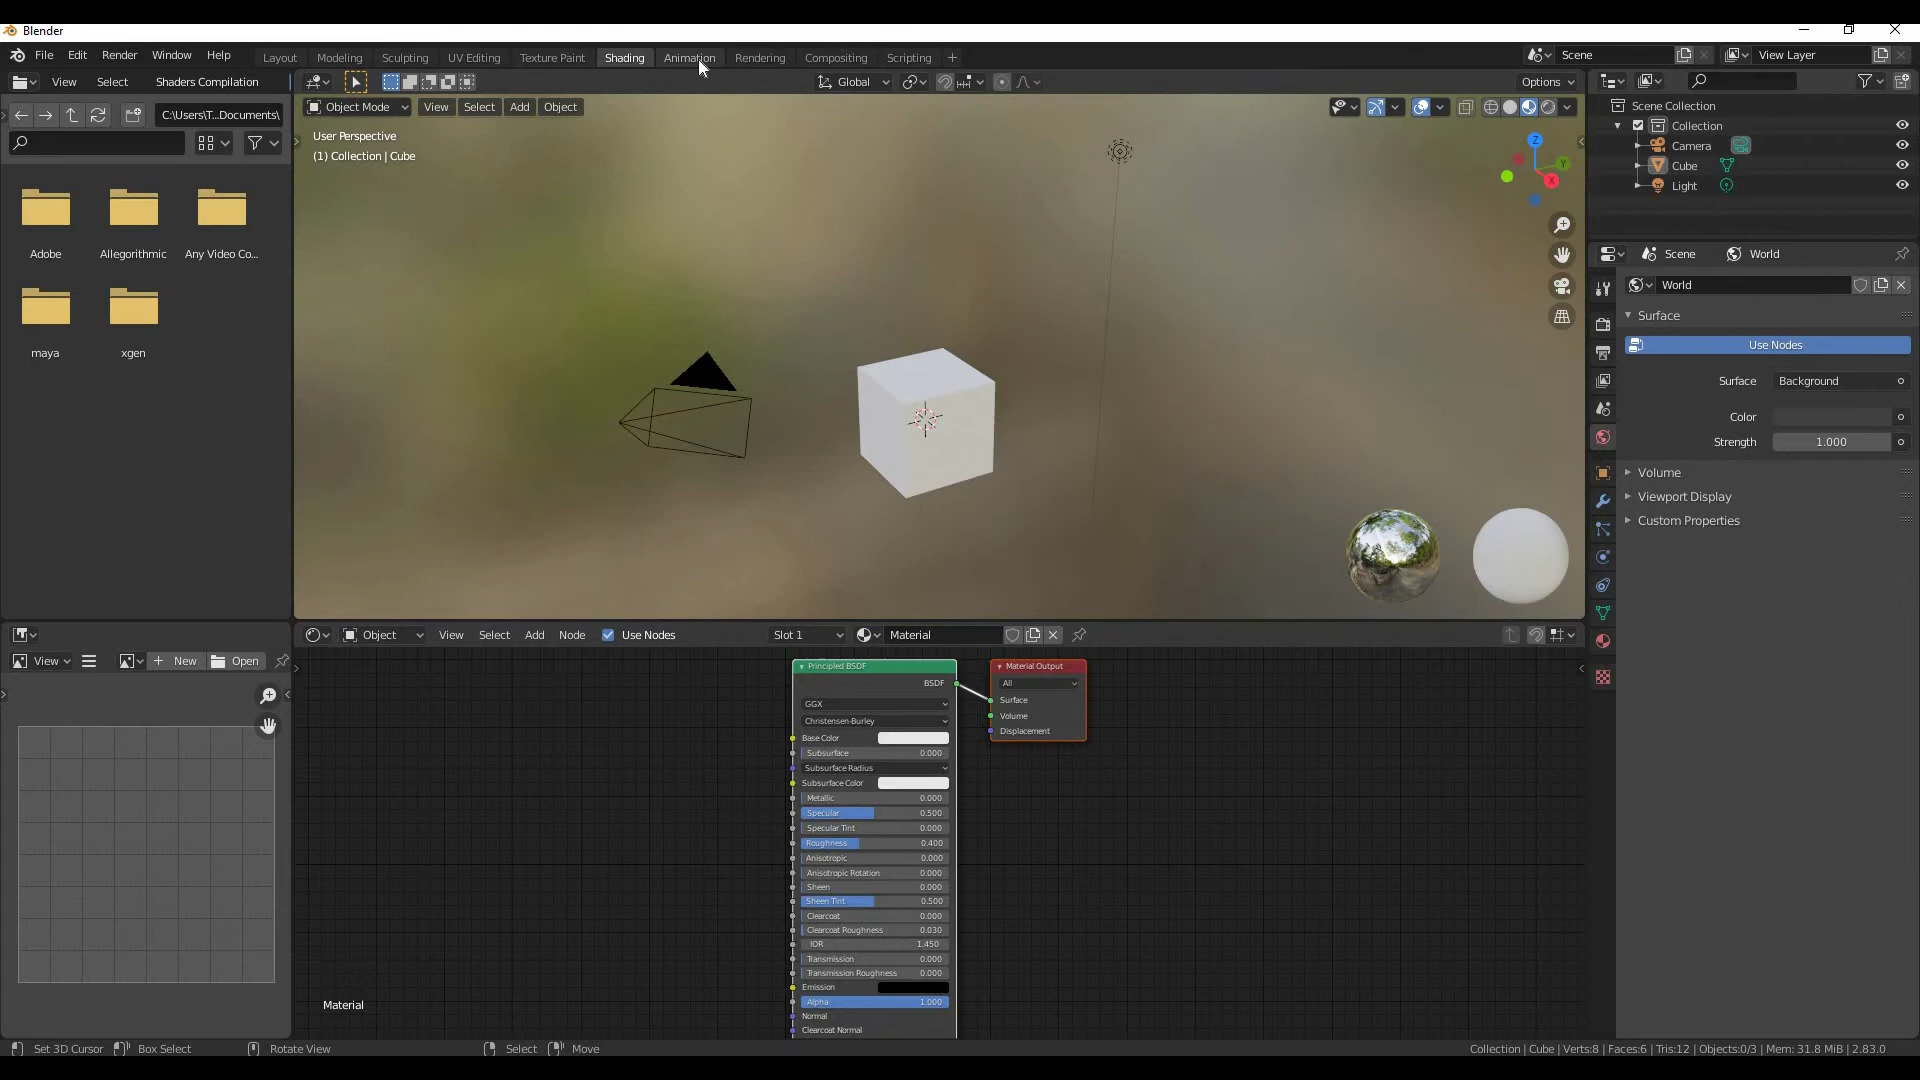 Blender
File Edit Render Window Help Layout Modeling Sculpting UV Editing Texture Paint Shading Animation Rendering Compositing Scripting + Scene View Layer
View Select Shaders Compilation Global Options
C:\Users\T...Documents\ Object Mode View Select Add Object
User Perspective
(1) Collection | Cube
Scene Collection
Collection
Camera
Cube
Light
Z
Y
X
Adobe Allegorithmic Any Video Co...
maya xgen
Scene World
World
Surface
Use Nodes
Surface Background
Color
Strength 1.000
Volume
Viewport Display
Custom Properties
Object View Select Add Node Use Nodes Slot 1 Material
View New Open
Principled BSDF
BSDF
GGX
Christensen-Burley
Base Color
Subsurface 0.000
Subsurface Radius
Subsurface Color
Metallic 0.000
Specular 0.500
Specular Tint 0.000
Roughness 0.400
Anisotropic 0.000
Anisotropic Rotation 0.000
Sheen 0.000
Sheen Tint 0.500
Clearcoat 0.000
Clearcoat Roughness 0.030
IOR 1.450
Transmission 0.000
Transmission Roughness 0.000
Emission
Alpha 1.000
Normal
Clearcoat Normal
Material Output
All
Surface
Volume
Displacement
Material
Set 3D Cursor Box Select Rotate View Select Move Collection | Cube | Verts:8 | Faces:6 | Tris:12 | Objects:0/3 | Mem: 31.8 MiB | 2.83.0